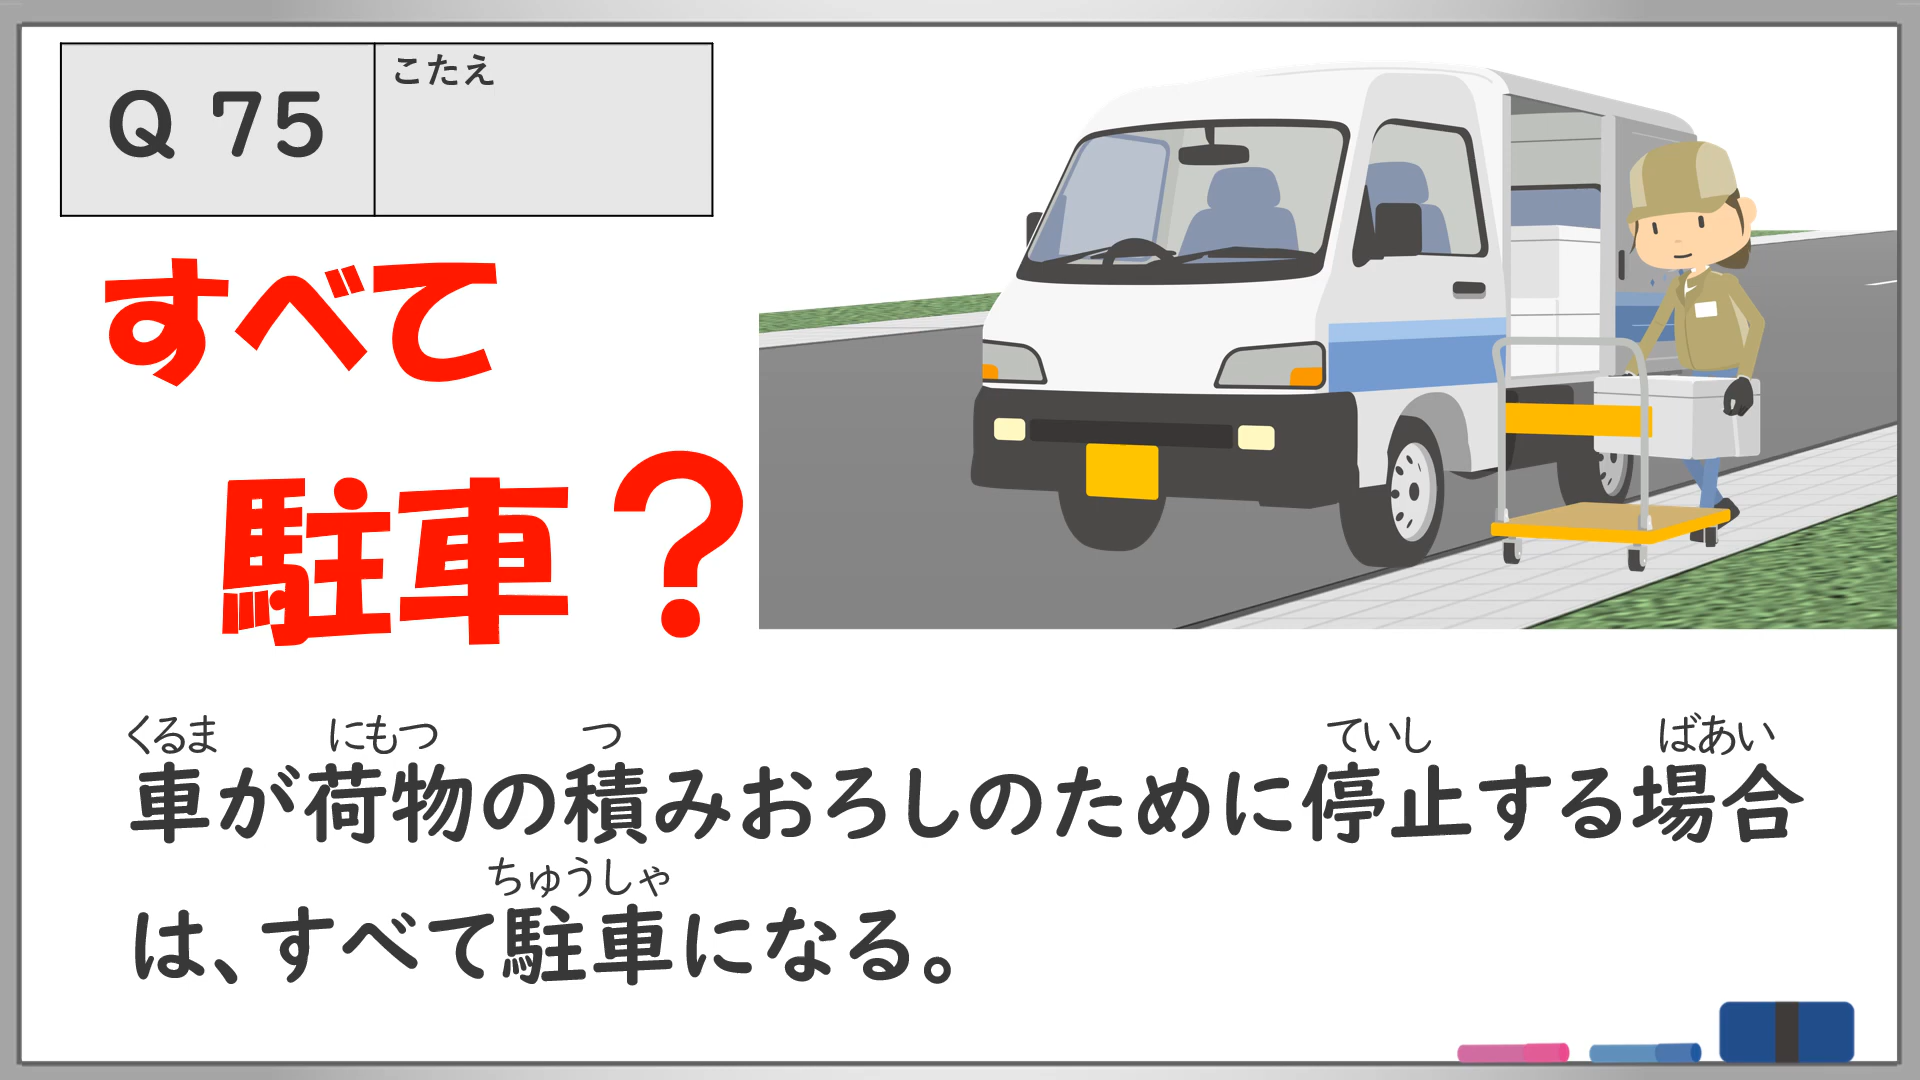 Q 75
こたえ
すべて
駐車？
くるま にもつ つ ていし ばあい
車が荷物の積みおろしのために停止する場合
ちゅうしゃ
は、すべて駐車になる。